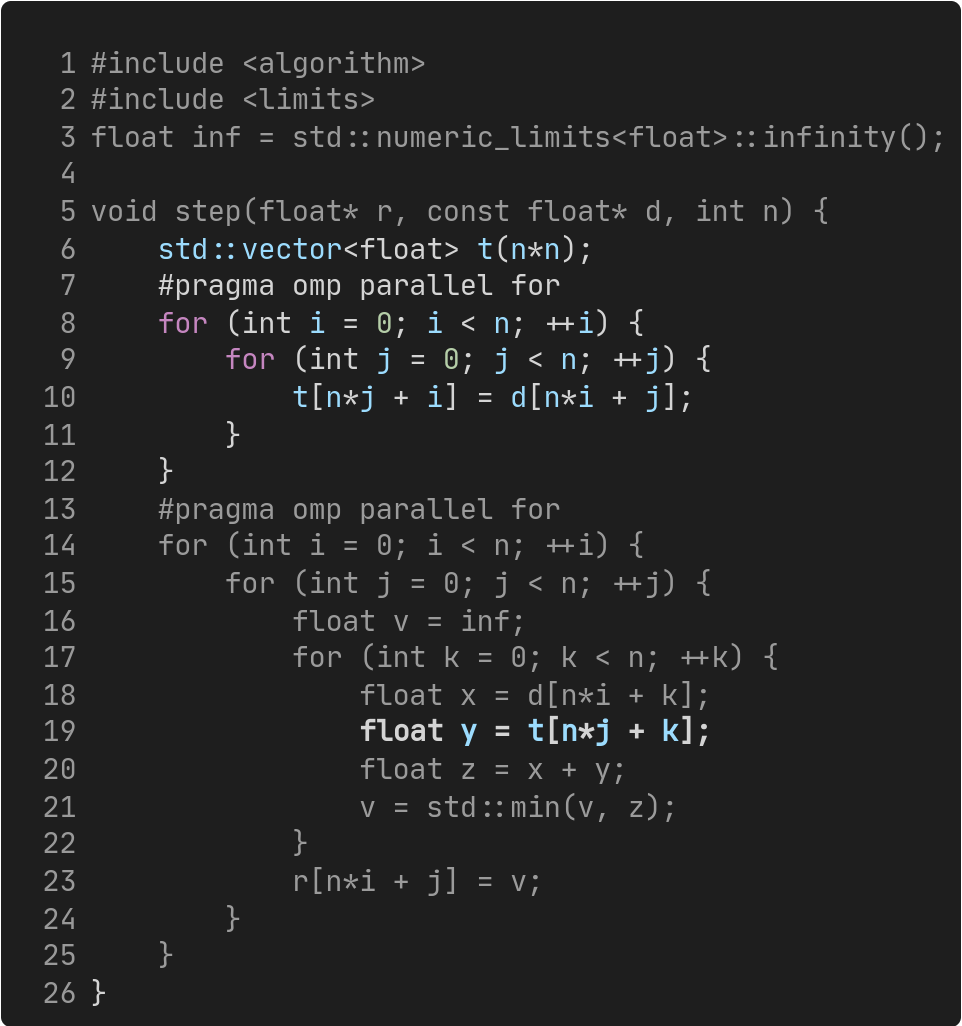 1 #include <algorithm>
2 #include <limits>
3 float inf = std::numeric_limits<float>::infinity();
4
5 void step(float* r, const float* d, int n) {
6     std::vector<float> t(n*n);
7     #pragma omp parallel for
8     for (int i = 0; i < n; ++i) {
9         for (int j = 0; j < n; ++j) {
10             t[n*j + i] = d[n*i + j];
11         }
12     }
13     #pragma omp parallel for
14     for (int i = 0; i < n; ++i) {
15         for (int j = 0; j < n; ++j) {
16             float v = inf;
17             for (int k = 0; k < n; ++k) {
18                 float x = d[n*i + k];
19                 float y = t[n*j + k];
20                 float z = x + y;
21                 v = std::min(v, z);
22             }
23             r[n*i + j] = v;
24         }
25     }
26 }